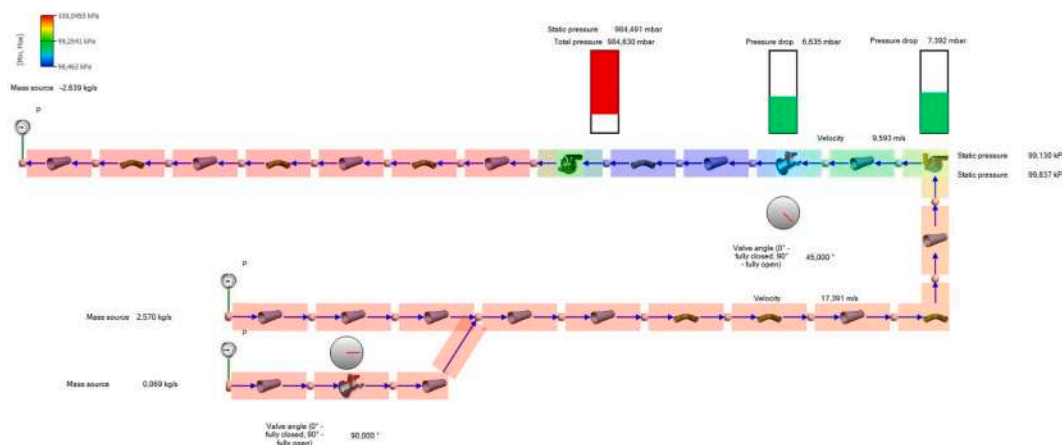 100,0453 kPa
99,2541 kPa
98,463 kPa
[Min, Max]
Mass source -2,639 kg/s
P
Static pressure 984,491 mbar
Total pressure 984,630 mbar
Pressure drop 6,635 mbar
Pressure drop 7,392 mbar
Velocity 9,593 m/s
Static pressure 99,130 kP
Static pressure 99,837 kP
Valve angle (0° -
fully closed, 90°
- fully open) 45,000 °
P
Velocity 17,391 m/s
Mass source 2,570 kg/s
P
Mass source 0,069 kg/s
Valve angle (0° -
fully closed, 90° -
fully open) 90,000 °